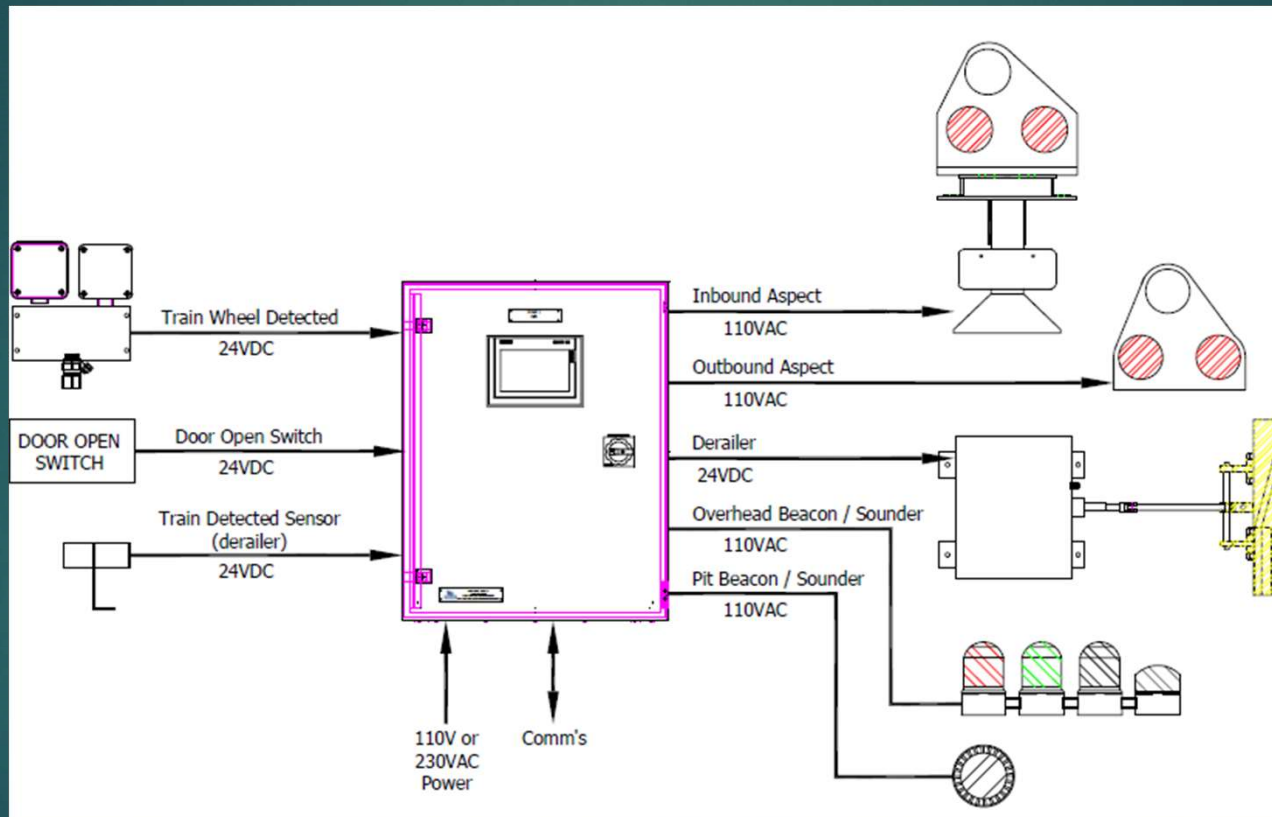 Train Wheel Detected
24VDC
DOOR OPEN
SWITCH
Door Open Switch
24VDC
Train Detected Sensor
(derailer)
24VDC
Inbound Aspect
110VAC
Outbound Aspect
110VAC
Derailer
24VDC
Overhead Beacon / Sounder
110VAC
Pit Beacon / Sounder
110VAC
110V or
230VAC
Power
Comm's